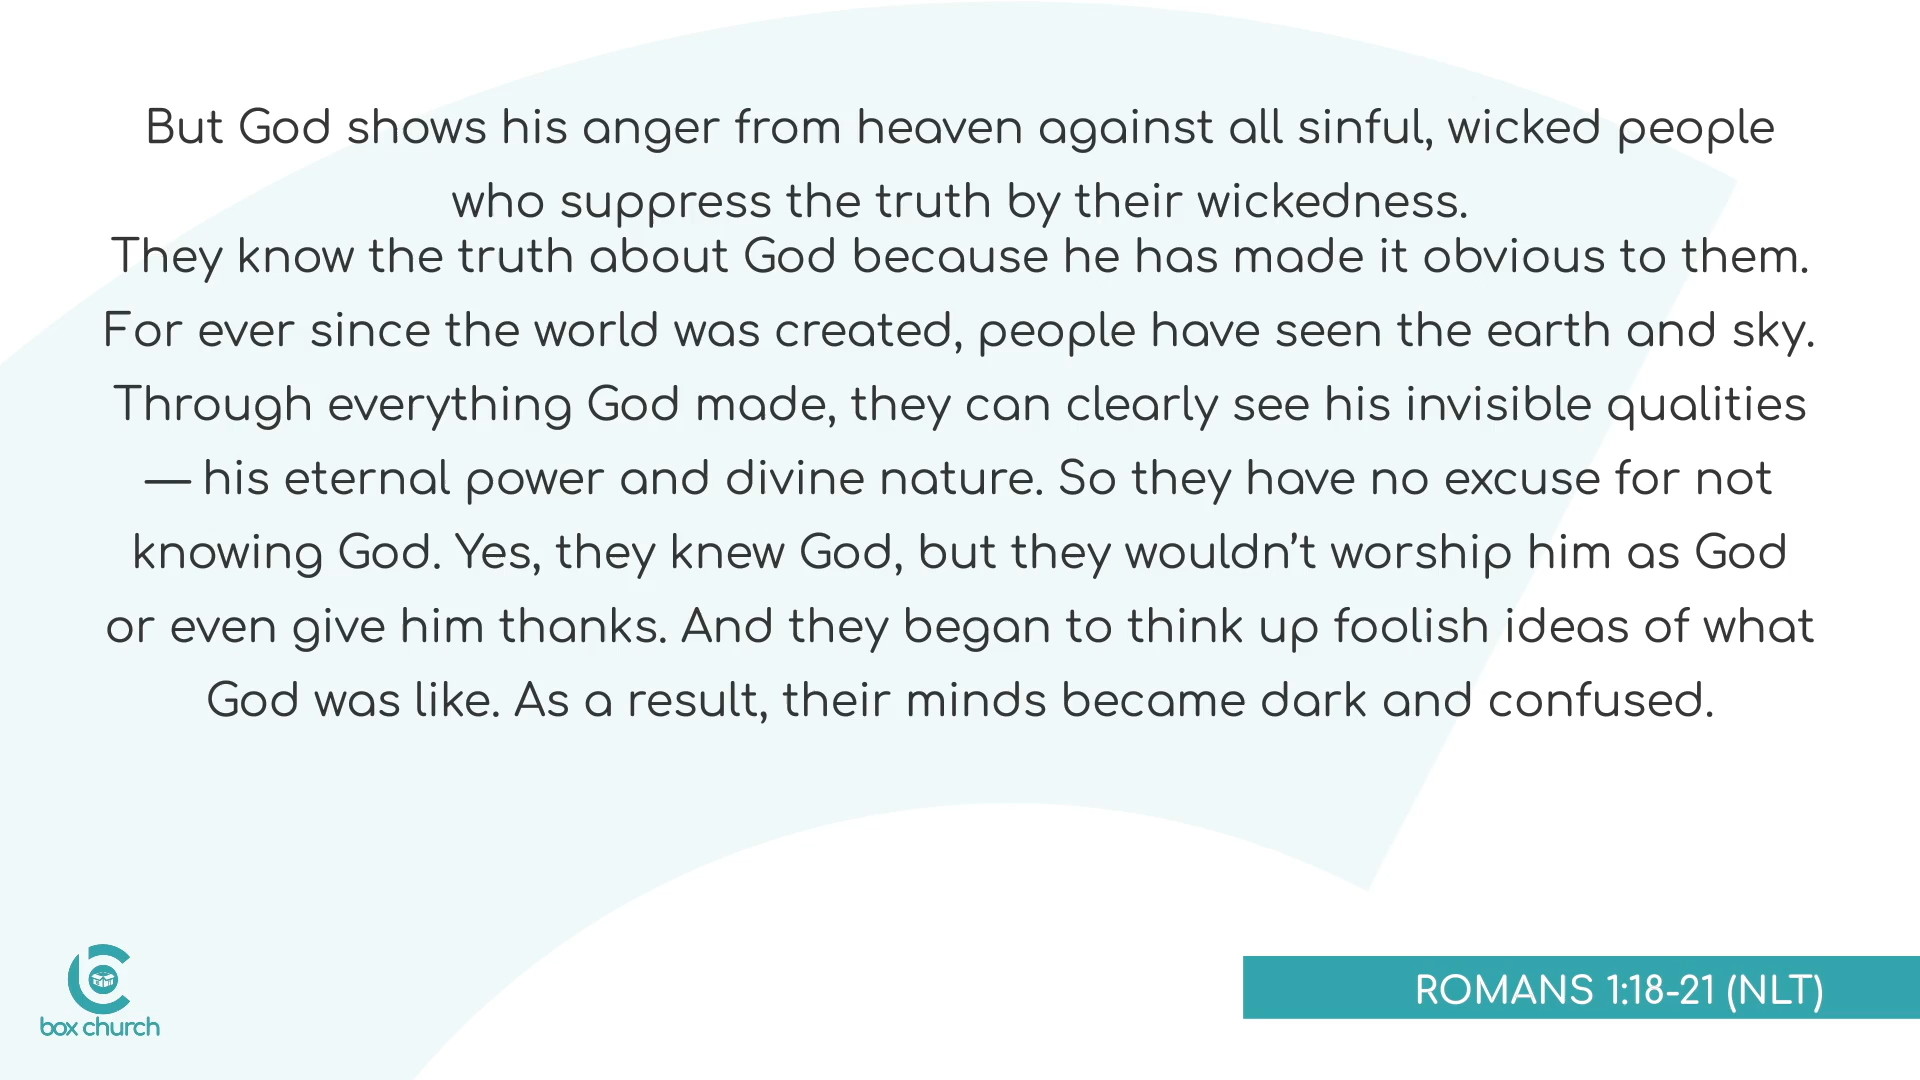 But God shows his anger from heaven against all sinful, wicked people
who suppress the truth by their wickedness.
They know the truth about God because he has made it obvious to them.
For ever since the world was created, people have seen the earth and sky.
Through everything God made, they can clearly see his invisible qualities
— his eternal power and divine nature. So they have no excuse for not
knowing God. Yes, they knew God, but they wouldn’t worship him as God
or even give him thanks. And they began to think up foolish ideas of what
God was like. As a result, their minds became dark and confused.
box church
ROMANS 1:18-21 (NLT)